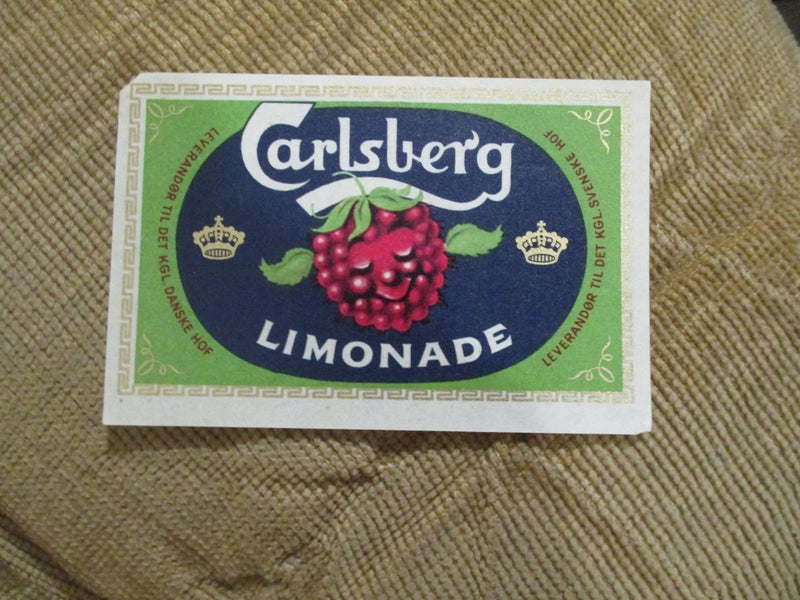 Carlsberg
LIMONADE
LEVERANDØR TIL DET KGL. DANSKE HOF
LEVERANDØR TIL DET KGL. SVENSKE HOF